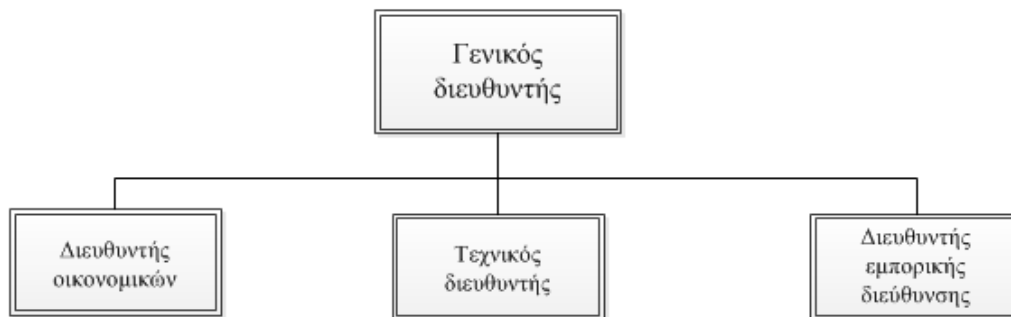 Γενικός
διευθυντής
Διευθυντής
οικονομικών
Τεχνικός
διευθυντής
Διευθυντής
εμπορικής
διεύθυνσης